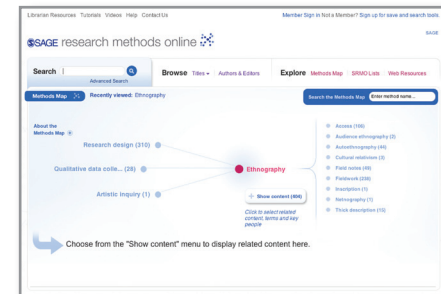 Librarian Resources Tutorials Videos Help Contact Us
Member Sign in Not a Member? Sign up for save and search tools.
SAGE
SAGE research methods online
Search
Advanced Search
Browse Titles Authors & Editors
Explore Methods Map SRMO Lists Web Resources
Methods Map
Recently viewed: Ethnography
Search the Methods Map Enter method name...
About the
Methods Map
Research design (310)
Qualitative data colle... (28)
Artistic inquiry (1)
Ethnography
Show content (604)
Click to select related
content, terms and key
people
Access (108)
Audience ethnography (2)
Autoethnography (44)
Cultural relativism (3)
Field notes (49)
Fieldwork (238)
Inscription (1)
Netnography (1)
Thick description (13)
Choose from the "Show content" menu to display related content here.